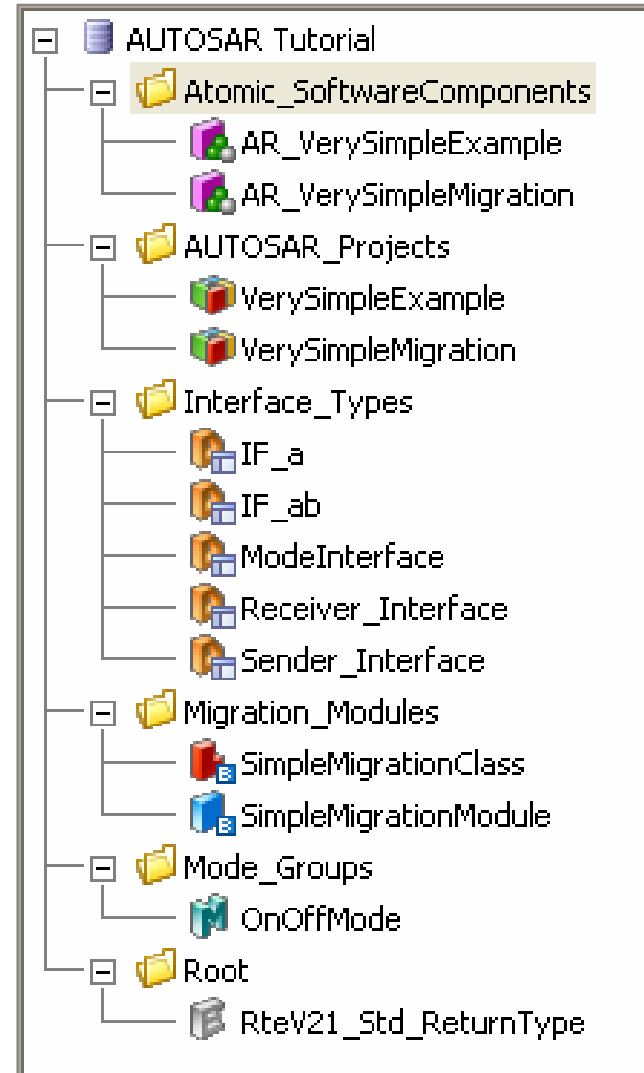 AUTOSAR Tutorial
Atomic_SoftwareComponents
AR_VerySimpleExample
AR_VerySimpleMigration
AUTOSAR_Projects
VerySimpleExample
VerySimpleMigration
Interface_Types
IF_a
IF_ab
ModeInterface
Receiver_Interface
Sender_Interface
Migration_Modules
SimpleMigrationClass
SimpleMigrationModule
Mode_Groups
OnOffMode
Root
RteV21_Std_ReturnType